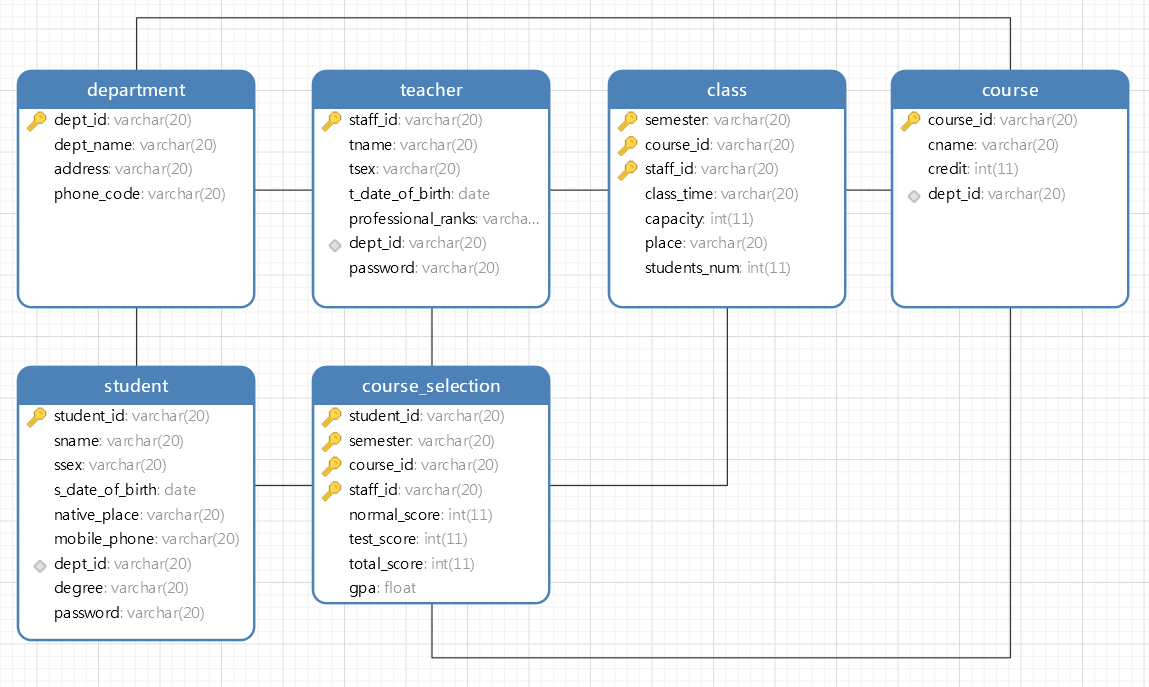 department
dept_id: varchar(20)
dept_name: varchar(20)
address: varchar(20)
phone_code: varchar(20)
teacher
staff_id: varchar(20)
tname: varchar(20)
tsex: varchar(20)
t_date_of_birth: date
professional_ranks: varcha...
dept_id: varchar(20)
password: varchar(20)
class
semester: varchar(20)
course_id: varchar(20)
staff_id: varchar(20)
class_time: varchar(20)
capacity: int(11)
place: varchar(20)
students_num: int(11)
course
course_id: varchar(20)
cname: varchar(20)
credit: int(11)
dept_id: varchar(20)
student
student_id: varchar(20)
sname: varchar(20)
ssex: varchar(20)
s_date_of_birth: date
native_place: varchar(20)
mobile_phone: varchar(20)
dept_id: varchar(20)
degree: varchar(20)
password: varchar(20)
course_selection
student_id: varchar(20)
semester: varchar(20)
course_id: varchar(20)
staff_id: varchar(20)
normal_score: int(11)
test_score: int(11)
total_score: int(11)
gpa: float